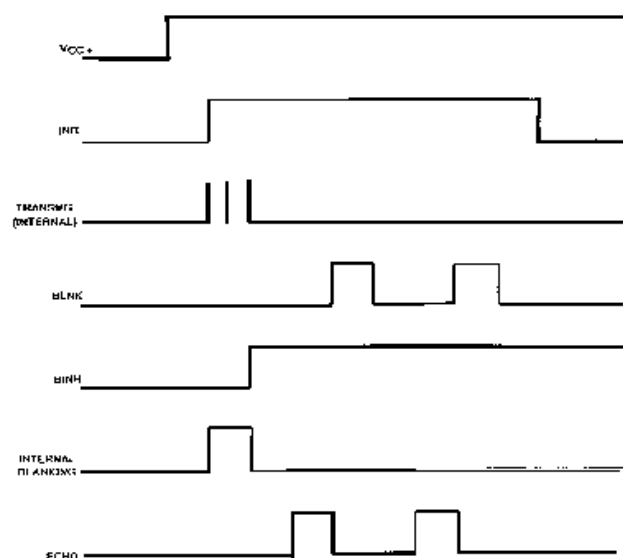 VCC+
INIT
TRANSMIT
(INTERNAL)
BLNK
BINH
INTERNAL
BLANKING
ECHO